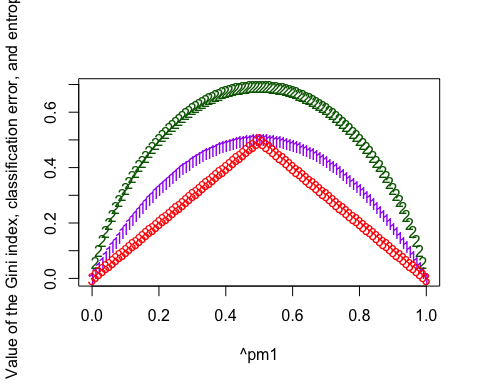 Value of the Gini index, classification error, and entrop
0.6
0.4
0.2
0.0
0.0 0.2 0.4 0.6 0.8 1.0
^pm1